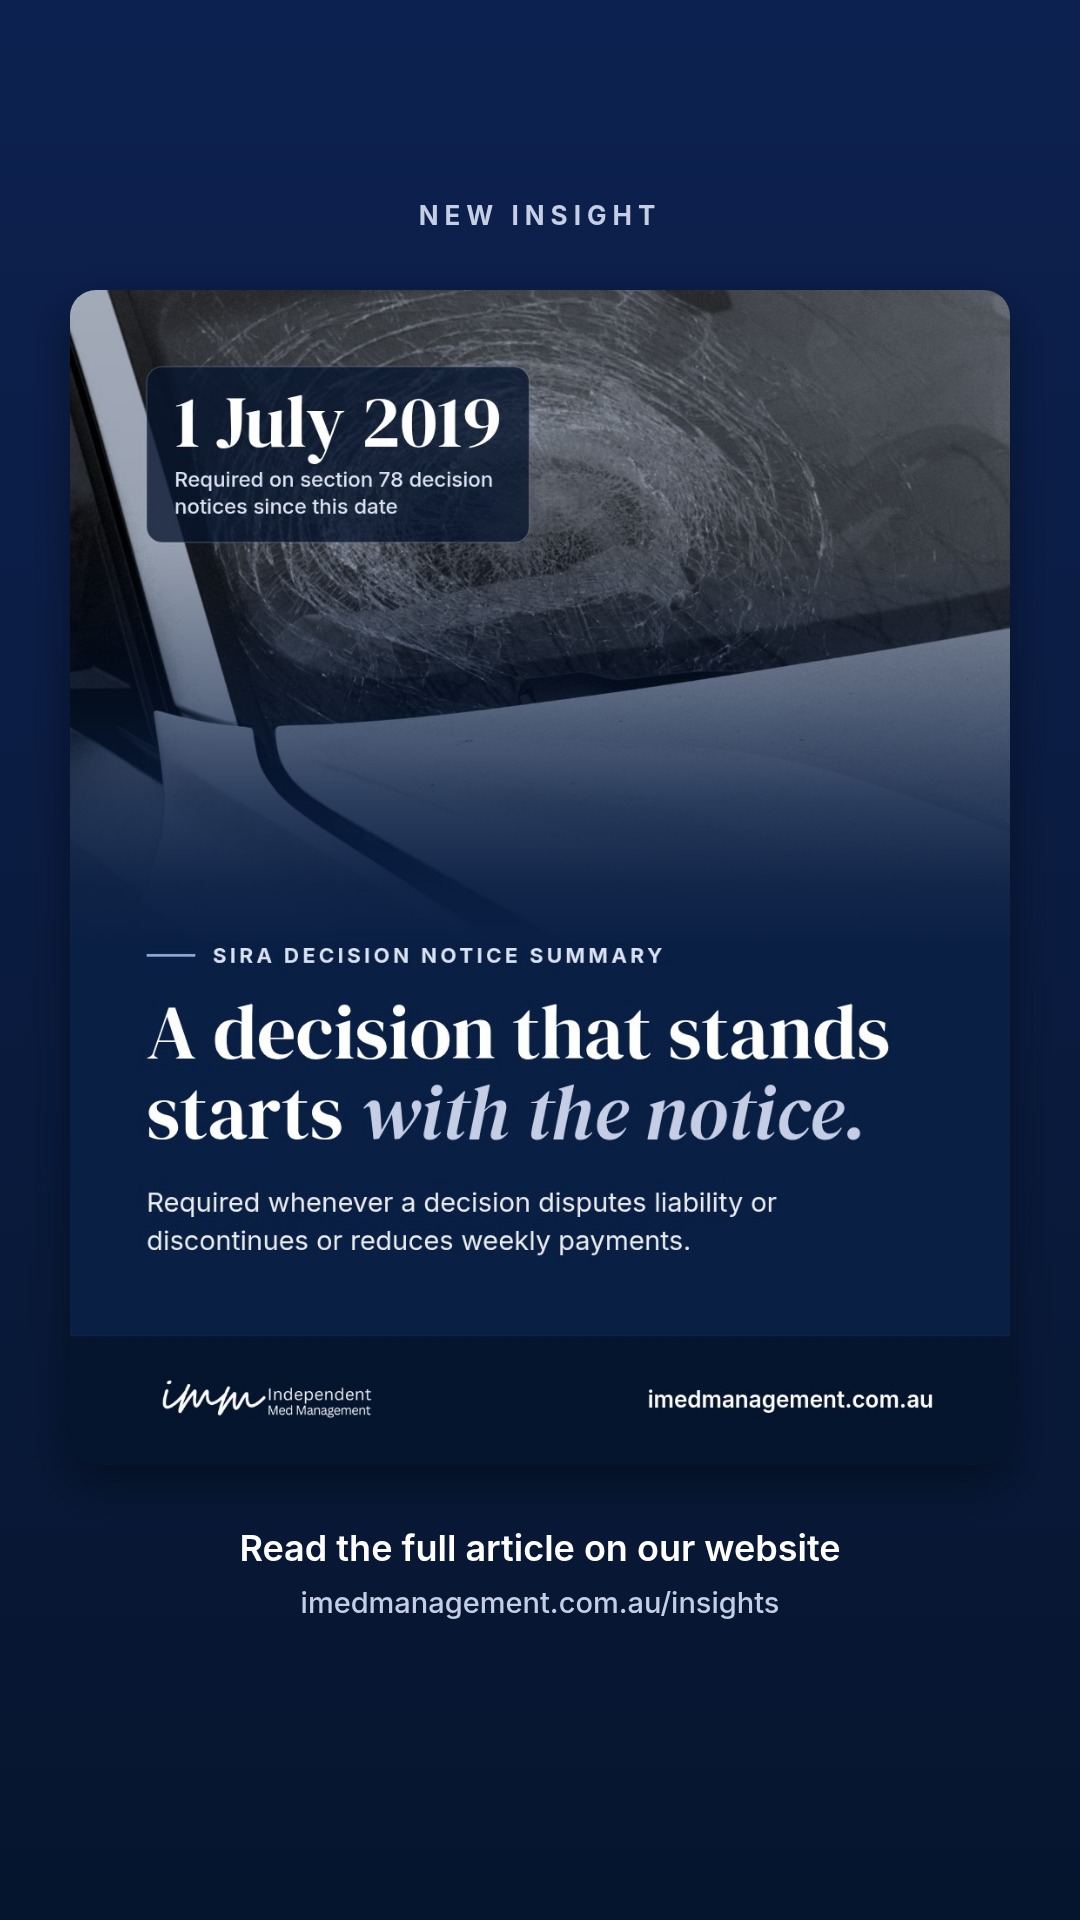 NEW INSIGHT
1 July 2019
Required on section 78 decision
notices since this date
SIRA DECISION NOTICE SUMMARY
A decision that stands
starts with the notice.
Required whenever a decision disputes liability or
discontinues or reduces weekly payments.
imm Independent
Med Management
imedmanagement.com.au
Read the full article on our website
imedmanagement.com.au/insights